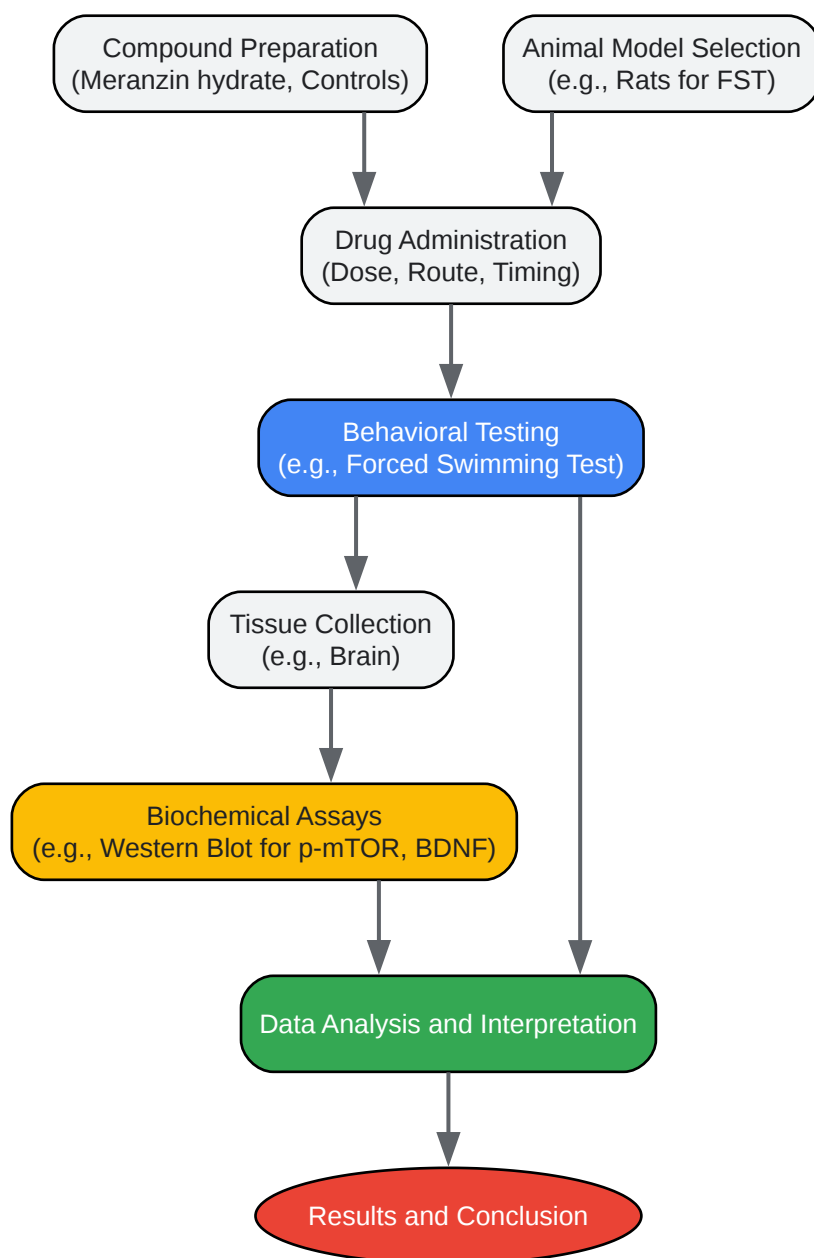 Compound Preparation
(Meranzin hydrate, Controls)
Animal Model Selection
(e.g., Rats for FST)
Drug Administration
(Dose, Route, Timing)
Behavioral Testing
(e.g., Forced Swimming Test)
Tissue Collection
(e.g., Brain)
Biochemical Assays
(e.g., Western Blot for p-mTOR, BDNF)
Data Analysis and Interpretation
Results and Conclusion